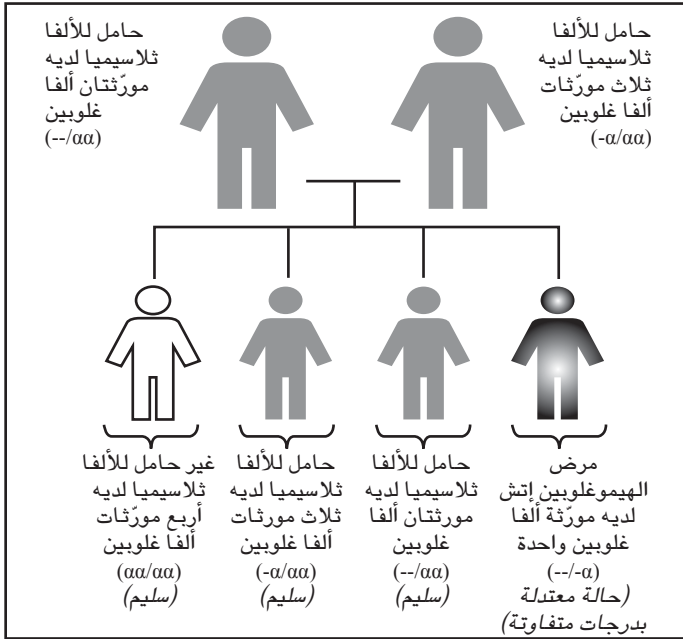 حامل للألفا
ثلاسيميا لديه
ثلاث مورّثات
ألفا غلوبين
(-α/αα)
حامل للألفا
ثلاسيميا لديه
مورّثتان ألفا
غلوبين
(--/αα)
مرض
الهيموغلوبين إتش
لديه مورّثة ألفا
غلوبين واحدة
(--/-α)
(حالة معتدلة
بدرجات متفاوتة)
حامل للألفا
ثلاسيميا لديه
مورثتان ألفا
غلوبين
(--/αα)
(سليم)
حامل للألفا
ثلاسيميا لديه
ثلاث مورثات
ألفا غلوبين
(-α/αα)
(سليم)
غير حامل للألفا
ثلاسيميا لديه
أربع مورّثات
ألفا غلوبين
(αα/αα)
(سليم)